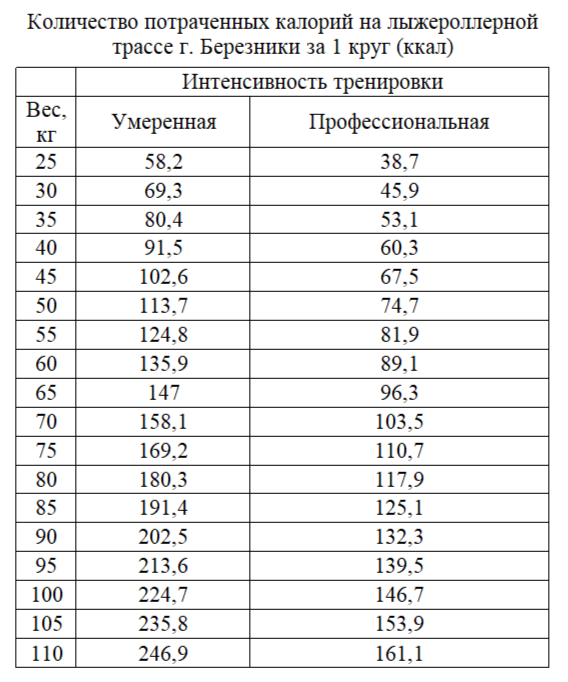 Количество потраченных калорий на лыжероллерной
трассе г. Березники за 1 круг (ккал)
Интенсивность тренировки
Вес, кг Умеренная Профессиональная
25 58,2 38,7
30 69,3 45,9
35 80,4 53,1
40 91,5 60,3
45 102,6 67,5
50 113,7 74,7
55 124,8 81,9
60 135,9 89,1
65 147 96,3
70 158,1 103,5
75 169,2 110,7
80 180,3 117,9
85 191,4 125,1
90 202,5 132,3
95 213,6 139,5
100 224,7 146,7
105 235,8 153,9
110 246,9 161,1